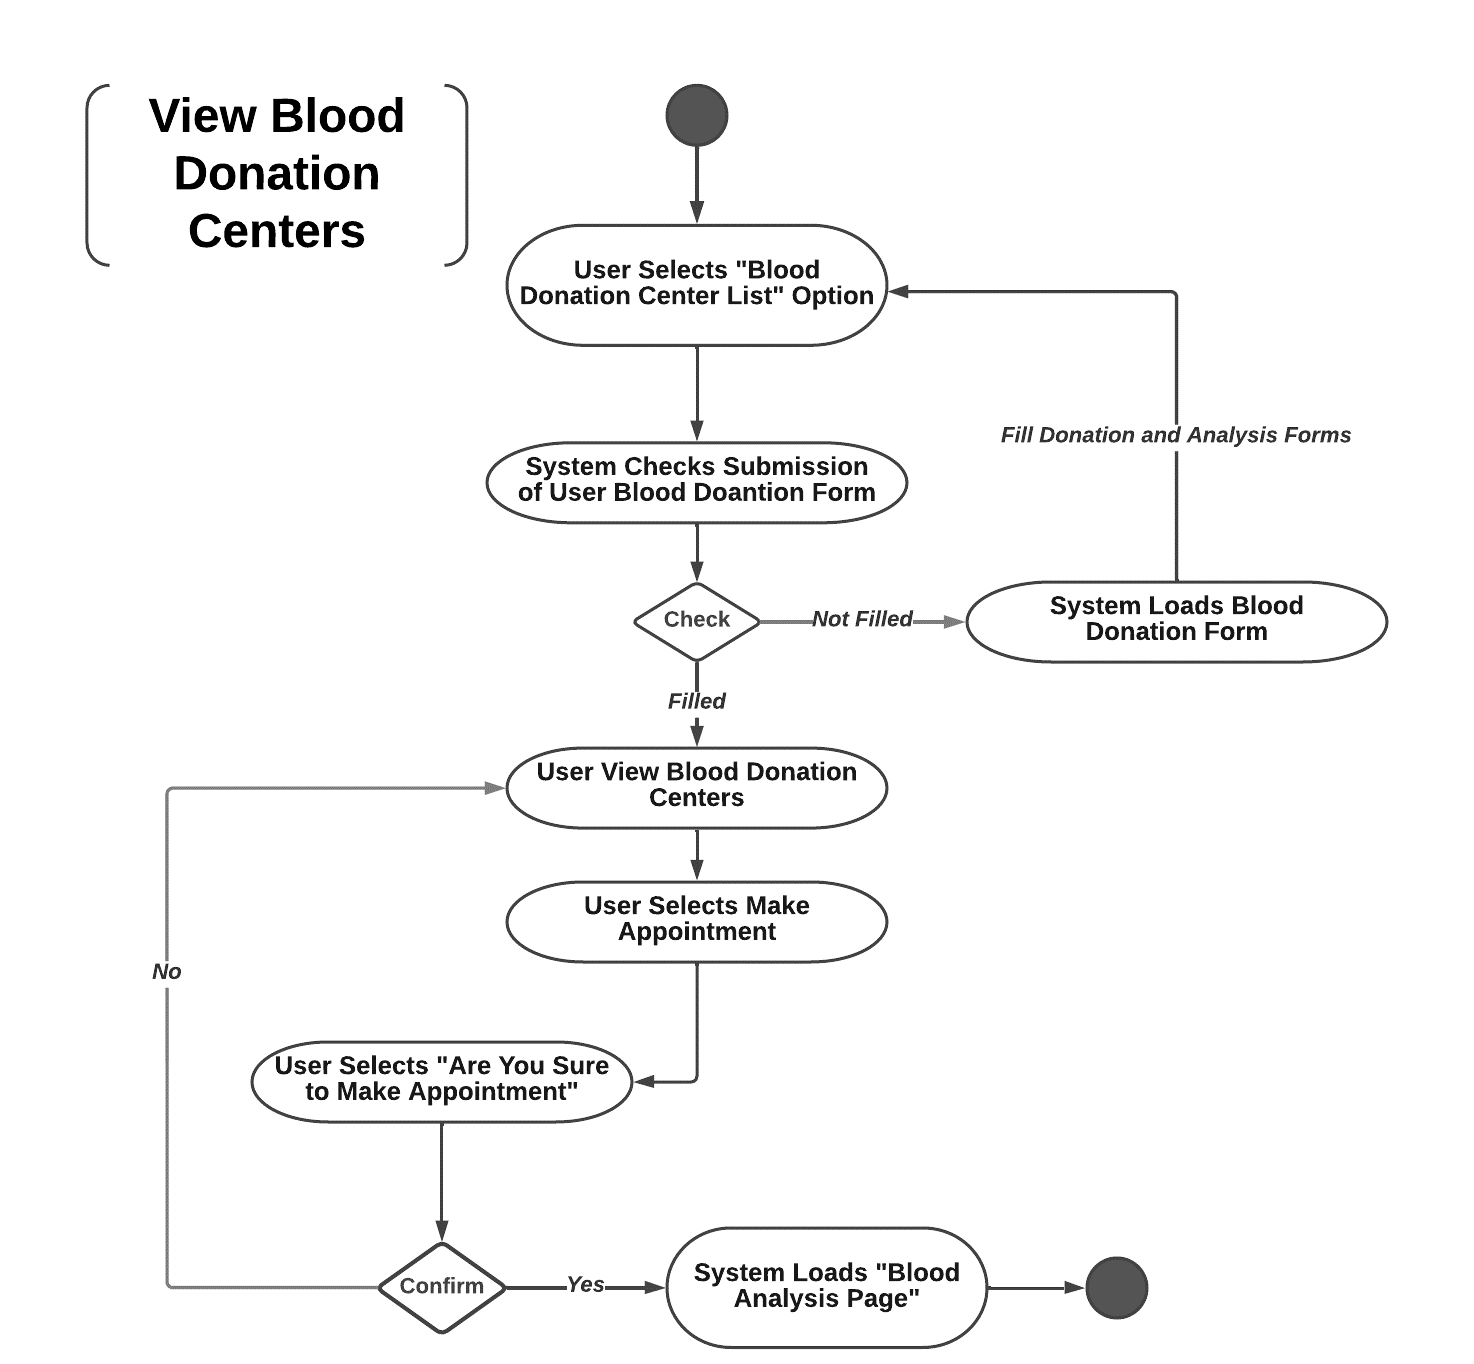 View Blood
Donation
Centers
User Selects "Blood
Donation Center List" Option
Fill Donation and Analysis Forms
System Checks Submission
of User Blood Doantion Form
Check
Not Filled
System Loads Blood
Donation Form
Filled
User View Blood Donation
Centers
User Selects Make
Appointment
No
User Selects "Are You Sure
to Make Appointment"
Confirm
Yes
System Loads "Blood
Analysis Page"